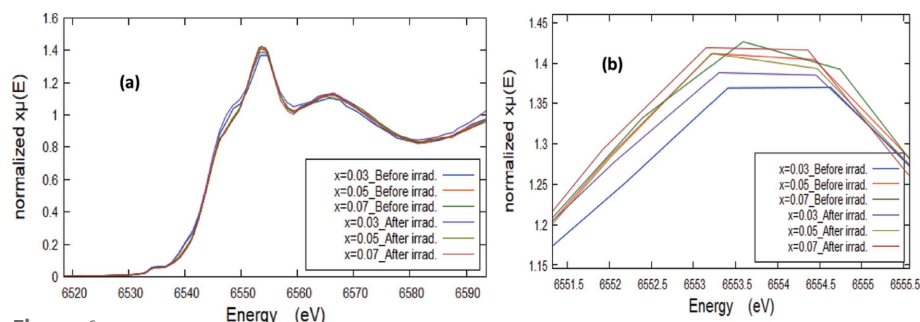 1.6
1.4
1.2
1
0.8
0.6
0.4
0.2
0
normalized xμ(E)
(a)
x=0.03_Before irrad.
x=0.05_Before irrad.
x=0.07_Before irrad.
x=0.03_After irrad.
x=0.05_After irrad.
x=0.07_After irrad.
6520 6530 6540 6550 6560 6570 6580 6590
Energy (eV)
1.45
1.4
1.35
1.3
1.25
1.2
1.15
normalized xμ(E)
(b)
x=0.03_Before irrad.
x=0.05_Before irrad.
x=0.07_Before irrad.
x=0.03_After irrad.
x=0.05_After irrad.
x=0.07_After irrad.
6551.5 6552 6552.5 6553 6553.5 6554 6554.5 6555 6555.5
Energy (eV)